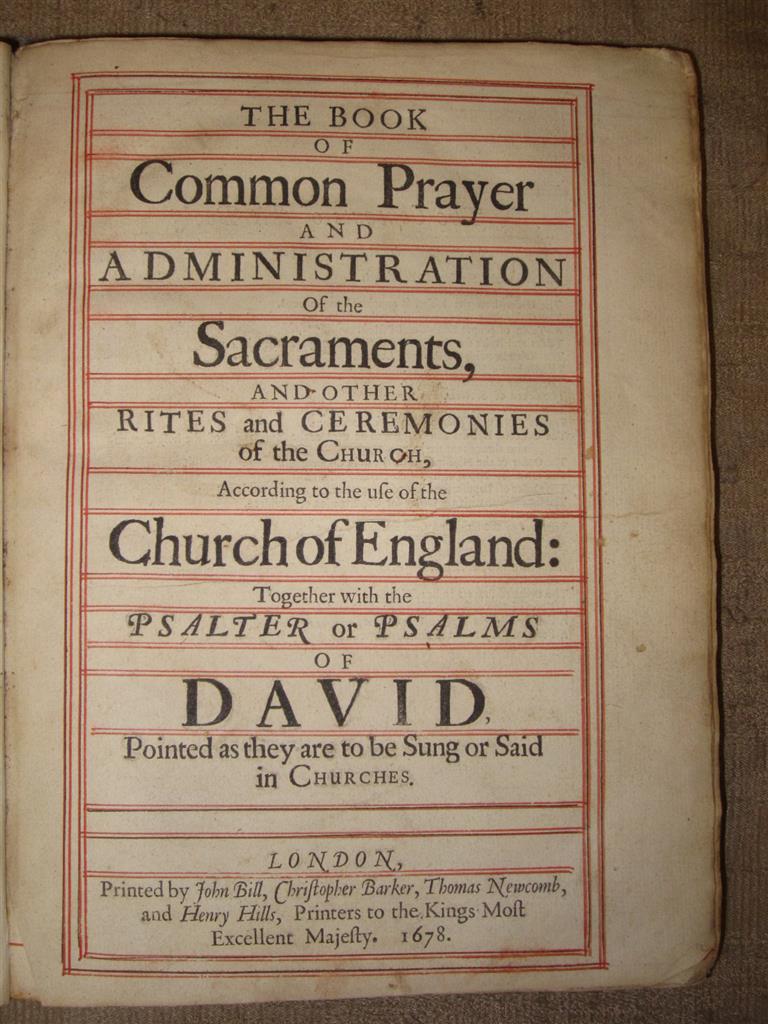 THE BOOK
OF
Common Prayer
AND
ADMINISTRATION
Of the
Sacraments,
AND OTHER
RITES and CEREMONIES
of the CHURCH,
According to the uſe of the
Church of England:
Together with the
PSALTER or PSALMS
OF
DAVID,
Pointed as they are to be Sung or Said
in CHURCHES.
LONDON,
Printed by John Bill, Chriſtopher Barker, Thomas Newcomb,
and Henry Hills, Printers to the Kings Moſt
Excellent Majeſty. 1678.